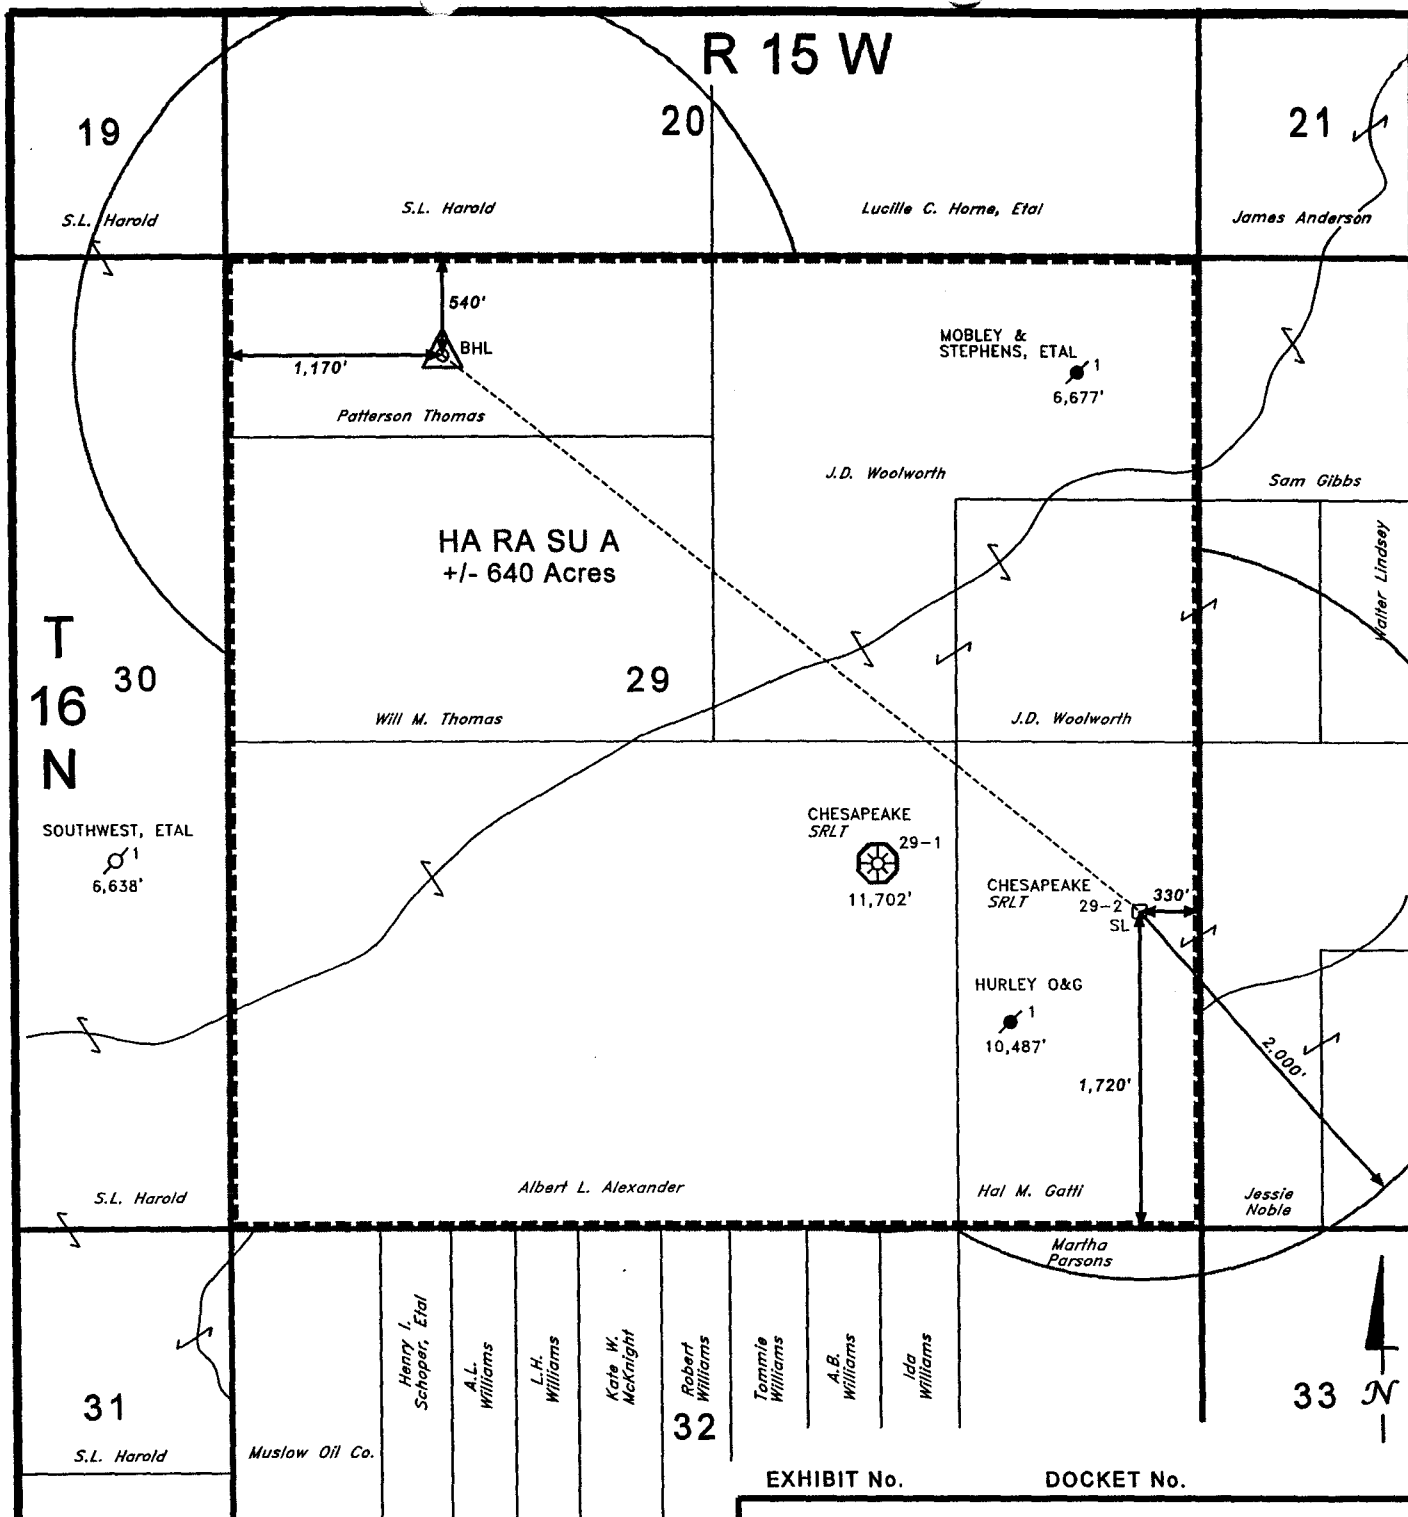 R 15 W
19
20
21
S.L. Harold
S.L. Harold
Lucille C. Horne, Etal
James Anderson
540'
BHL
1,170'
MOBLEY &
STEPHENS, ETAL
1
6,677'
Patterson Thomas
J.D. Woolworth
Sam Gibbs
Walter Lindsey
HA RA SU A
+/- 640 Acres
T
16
N
30
29
Will M. Thomas
J.D. Woolworth
SOUTHWEST, ETAL
1
6,638'
CHESAPEAKE
SRLT
29-1
11,702'
CHESAPEAKE
SRLT
29-2
SL
330'
HURLEY O&G
1
10,487'
1,720'
2,000'
S.L. Harold
Albert L. Alexander
Hal M. Gatti
Jessie
Noble
Martha
Parsons
Henry I.
Schoper, Etal
A.L.
Williams
L.H.
Williams
Kate W.
McKnight
Robert
Williams
Tommie
Williams
A.B.
Williams
Ida
Williams
31
32
33
N
S.L. Harold
Muslow Oil Co.
EXHIBIT No.
DOCKET No.